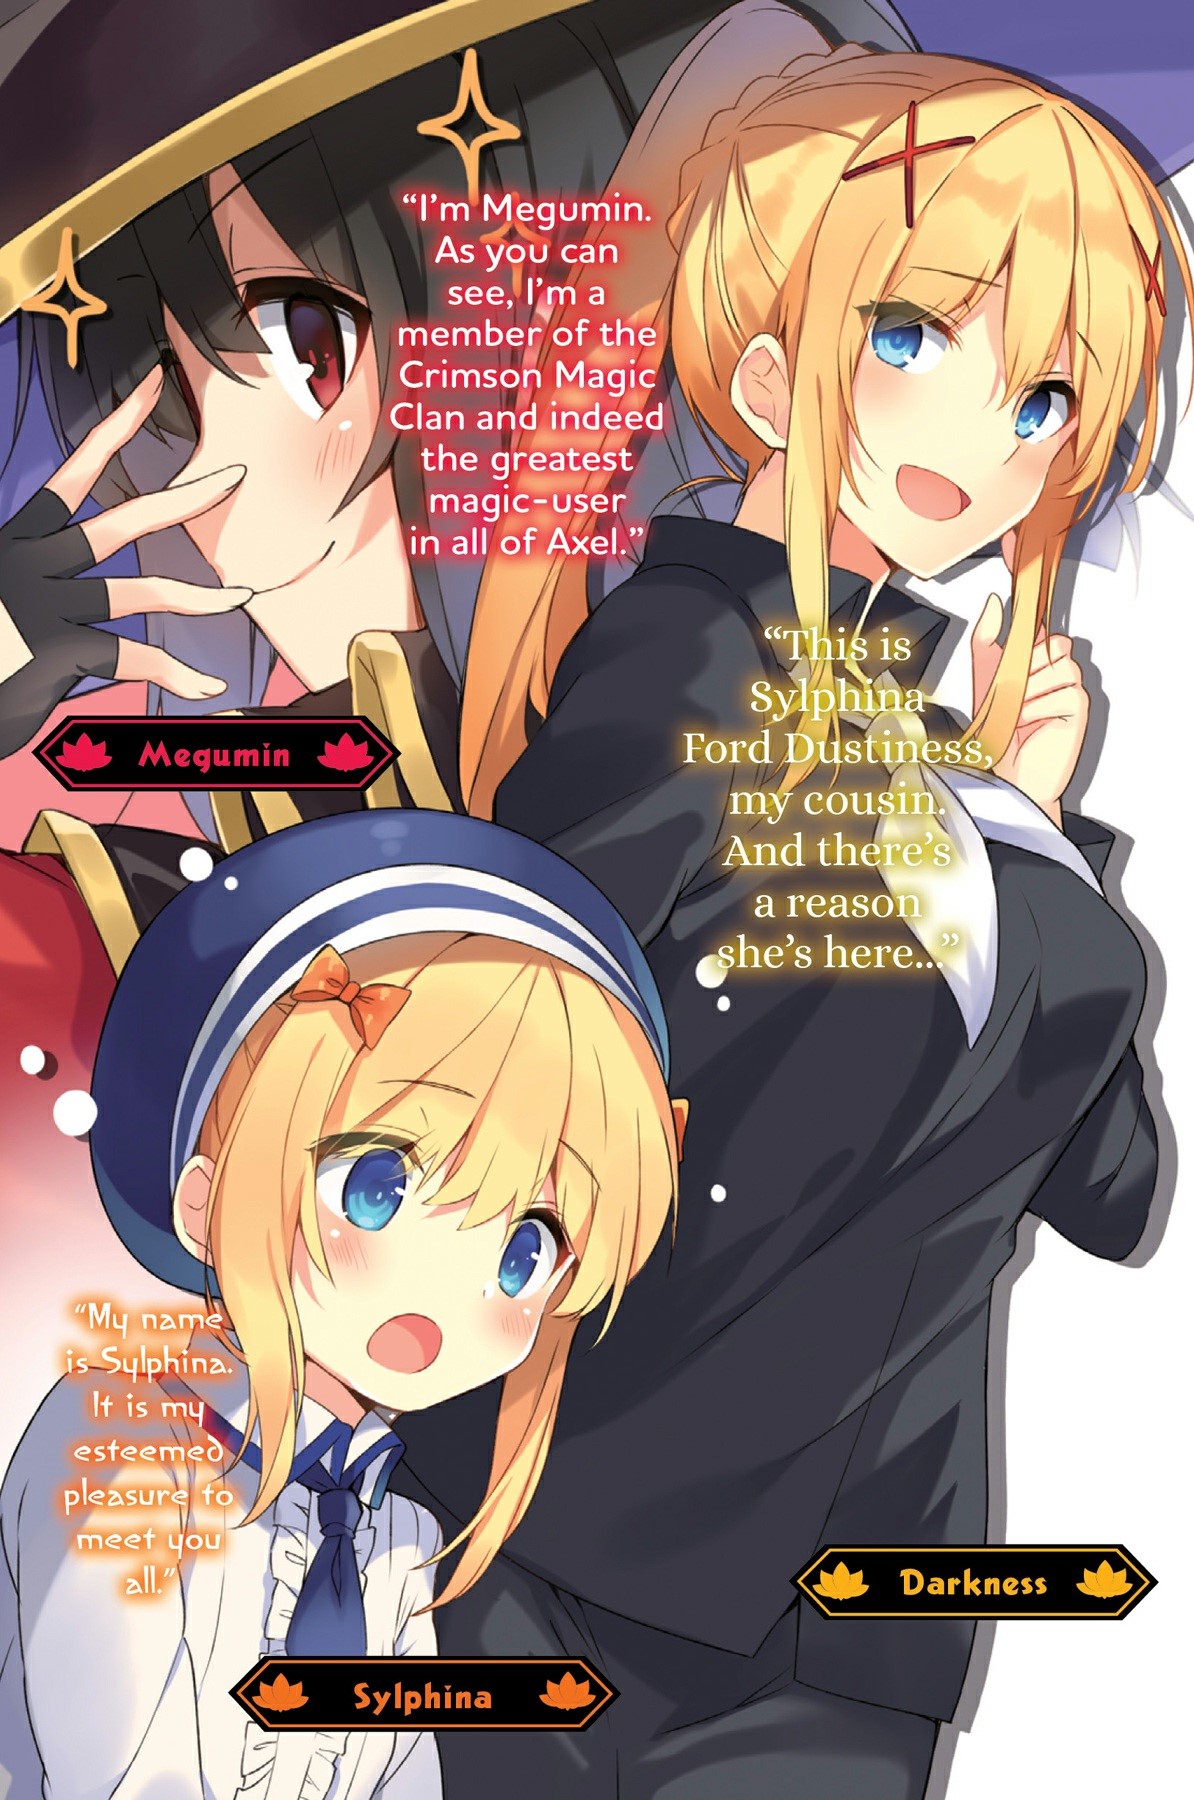 “I’m Megumin.
As you can
see, I’m a
member of the
Crimson Magic
Clan and indeed
the greatest
magic-user
in all of Axel.”
“This is
Sylphina
Ford Dustiness,
my cousin.
And there’s
a reason
she’s here...”
Megumin
“My name
is Sylphina.
It is my
esteemed
pleasure to
meet you
all.”
Darkness
Sylphina